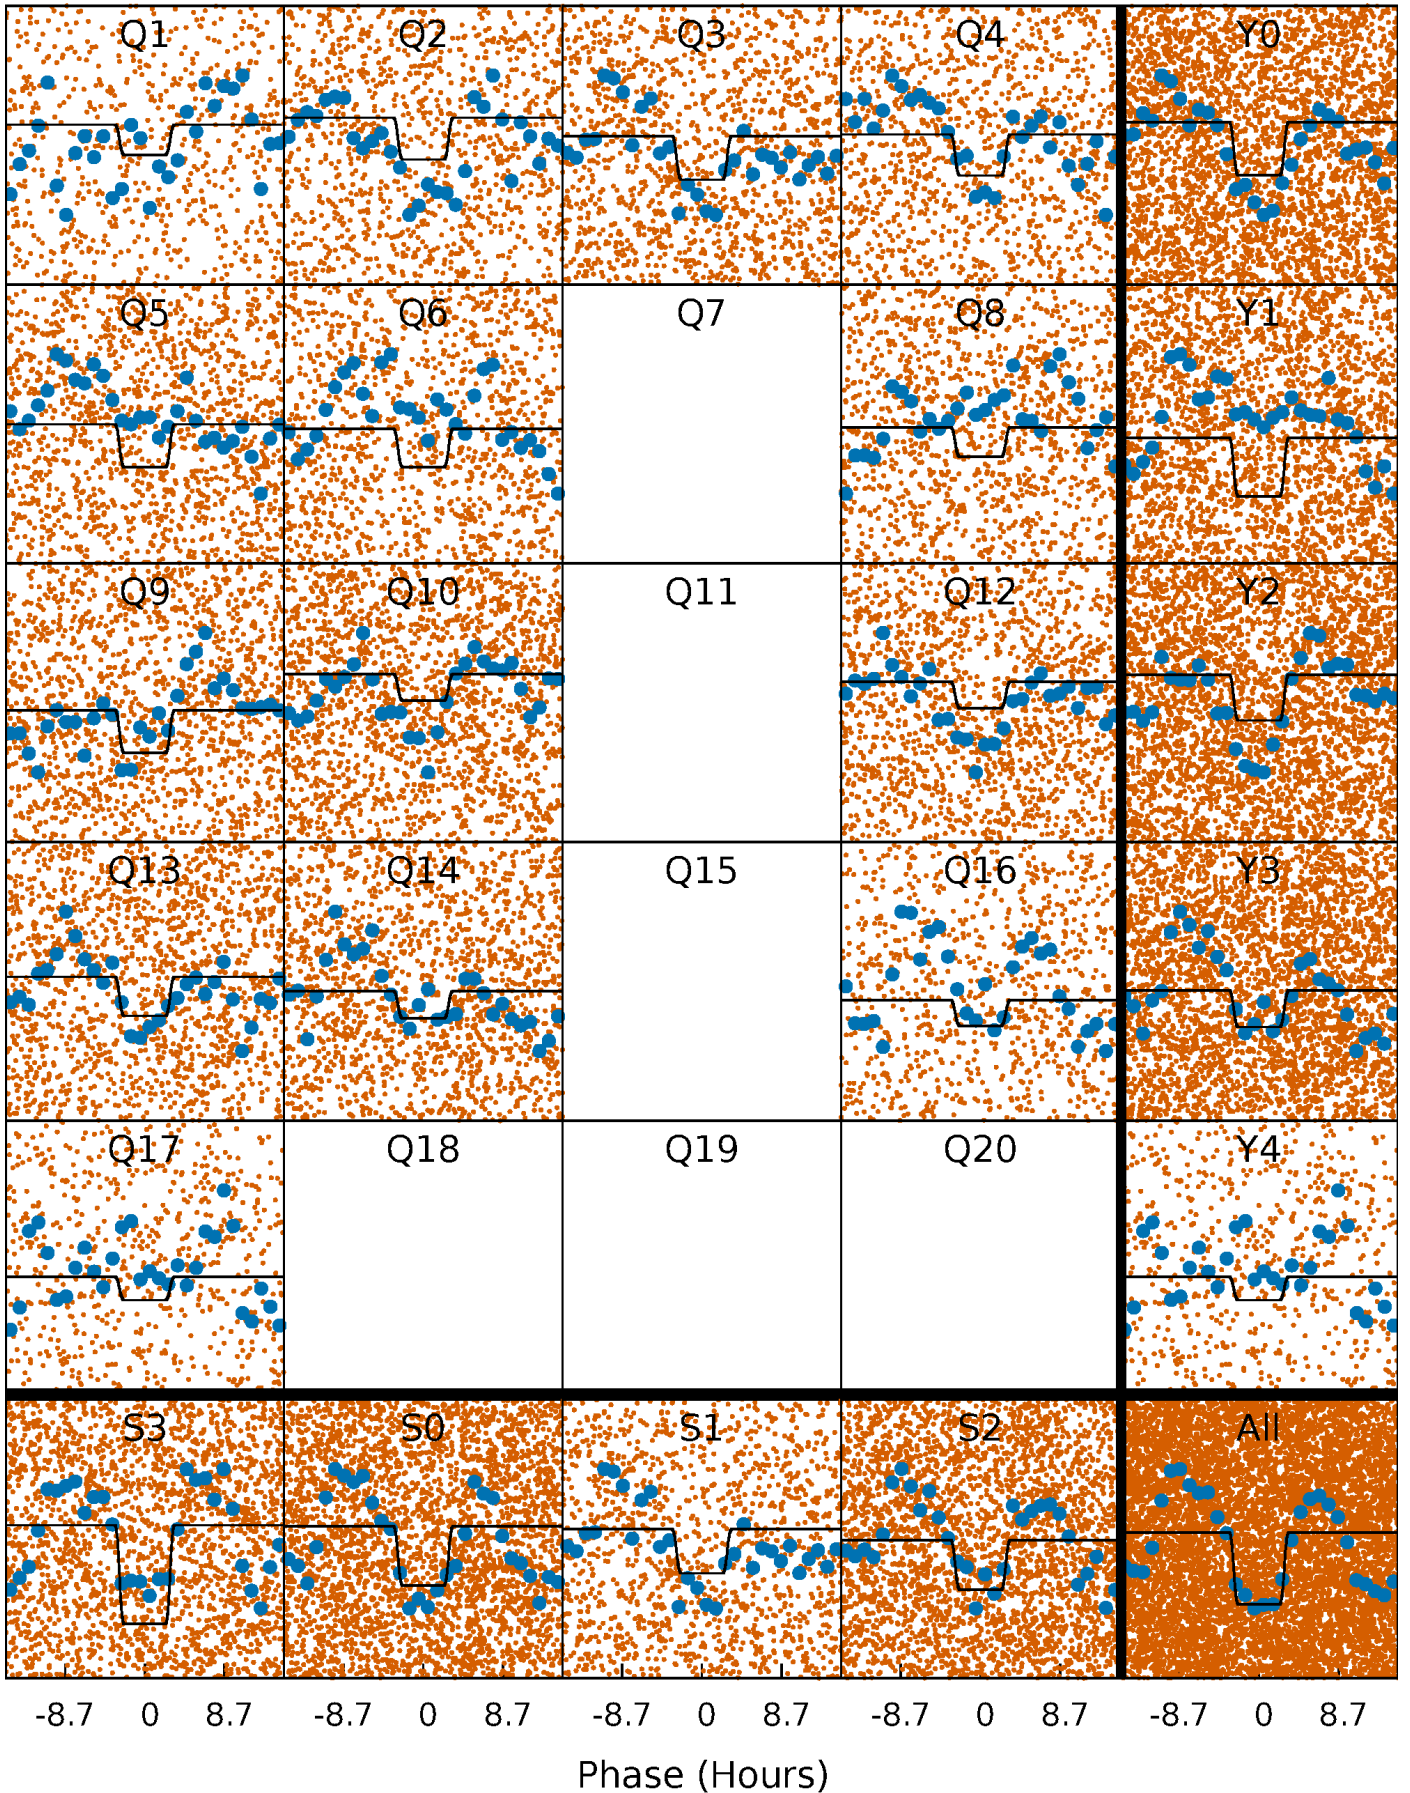 Q1 Q2 Q3 Q4 Y0
Q5 Q6 Q7 Q8 Y1
Q9 Q10 Q11 Q12 Y2
Q13 Q14 Q15 Q16 Y3
Q17 Q18 Q19 Q20 Y4
S3 S0 S1 S2 All
-8.7 0 8.7 -8.7 0 8.7 -8.7 0 8.7 -8.7 0 8.7 -8.7 0 8.7
Phase (Hours)